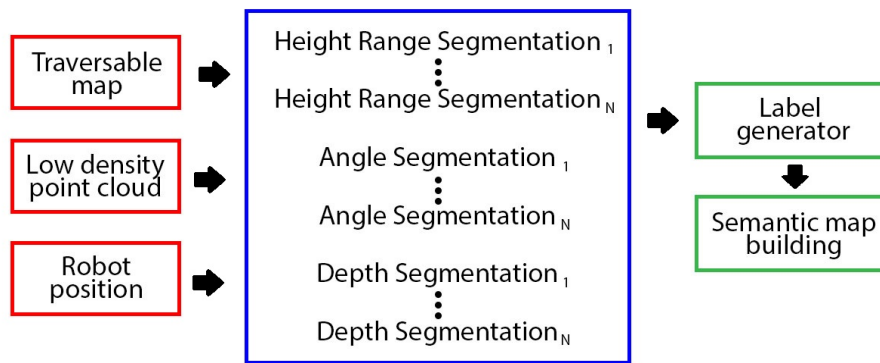 Traversable
map
Low density
point cloud
Robot
position
Height Range Segmentation 1
Height Range Segmentation N
Angle Segmentation 1
Angle Segmentation N
Depth Segmentation 1
Depth Segmentation N
Label
generator
Semantic map
building